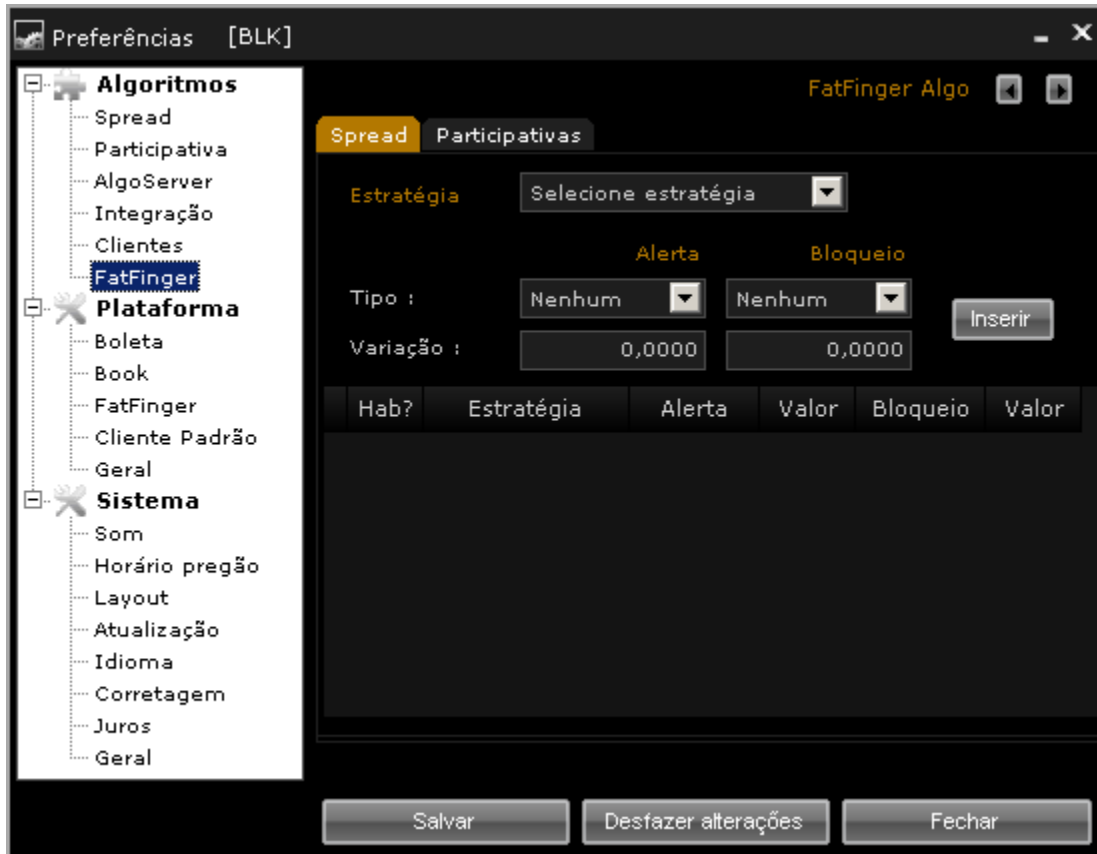 Preferências [BLK]
Algoritmos
Spread
Participativa
AlgoServer
Integração
Clientes
FatFinger
Plataforma
Boleta
Book
FatFinger
Cliente Padrão
Geral
Sistema
Som
Horário pregão
Layout
Atualização
Idioma
Corretagem
Juros
Geral
FatFinger Algo
Spread Participativas
Estratégia Selecione estratégia
Alerta Bloqueio
Tipo : Nenhum Nenhum
Inserir
Variação : 0,0000 0,0000
Hab? Estratégia Alerta Valor Bloqueio Valor
Salvar Desfazer alterações Fechar